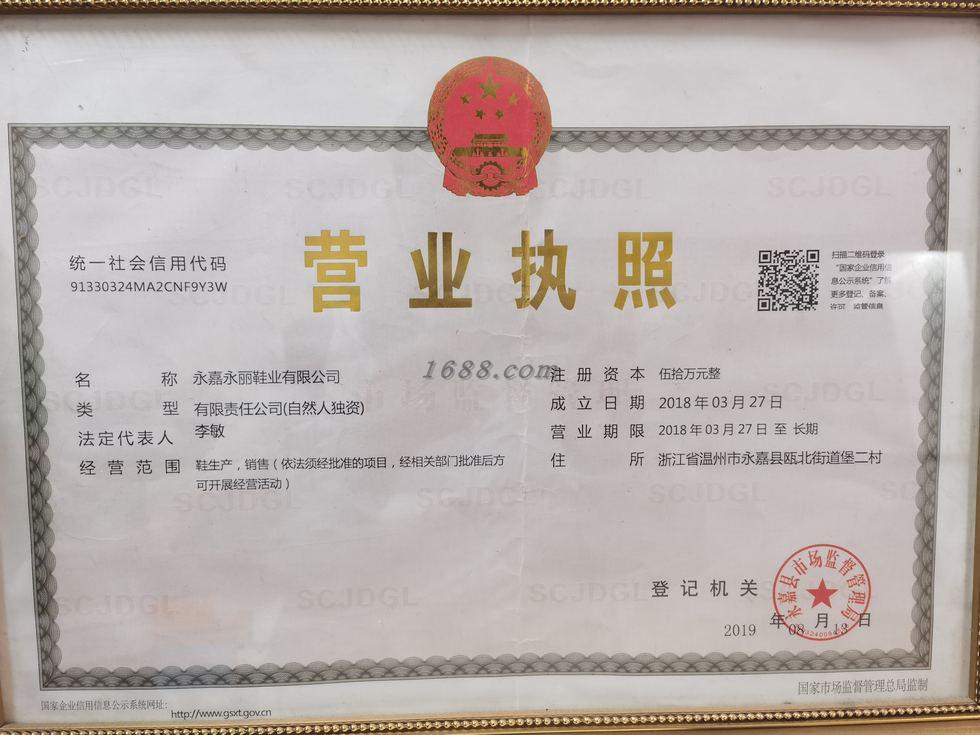 营业执照
统一社会信用代码
91330324MA2CNF9Y3W
扫描二维码登录
“国家企业信用信
息公示系统”了解
更多登记、备案、
许可、监管信息
1688.com
名 称 永嘉永丽鞋业有限公司
类 型 有限责任公司(自然人独资)
法定代表人 李敏
经营范围 鞋生产，销售（依法须经批准的项目，经相关部门批准后方
可开展经营活动）
注册资本 伍拾万元整
成立日期 2018年03月27日
营业期限 2018年03月27日至长期
住 所 浙江省温州市永嘉县瓯北街道堡二村
登记机关
永嘉县市场监督管理局
2019 年 08 月 13 日
国家企业信用信息公示系统网址：
http://www.gsxt.gov.cn
国家市场监督管理总局监制
SCJDGL